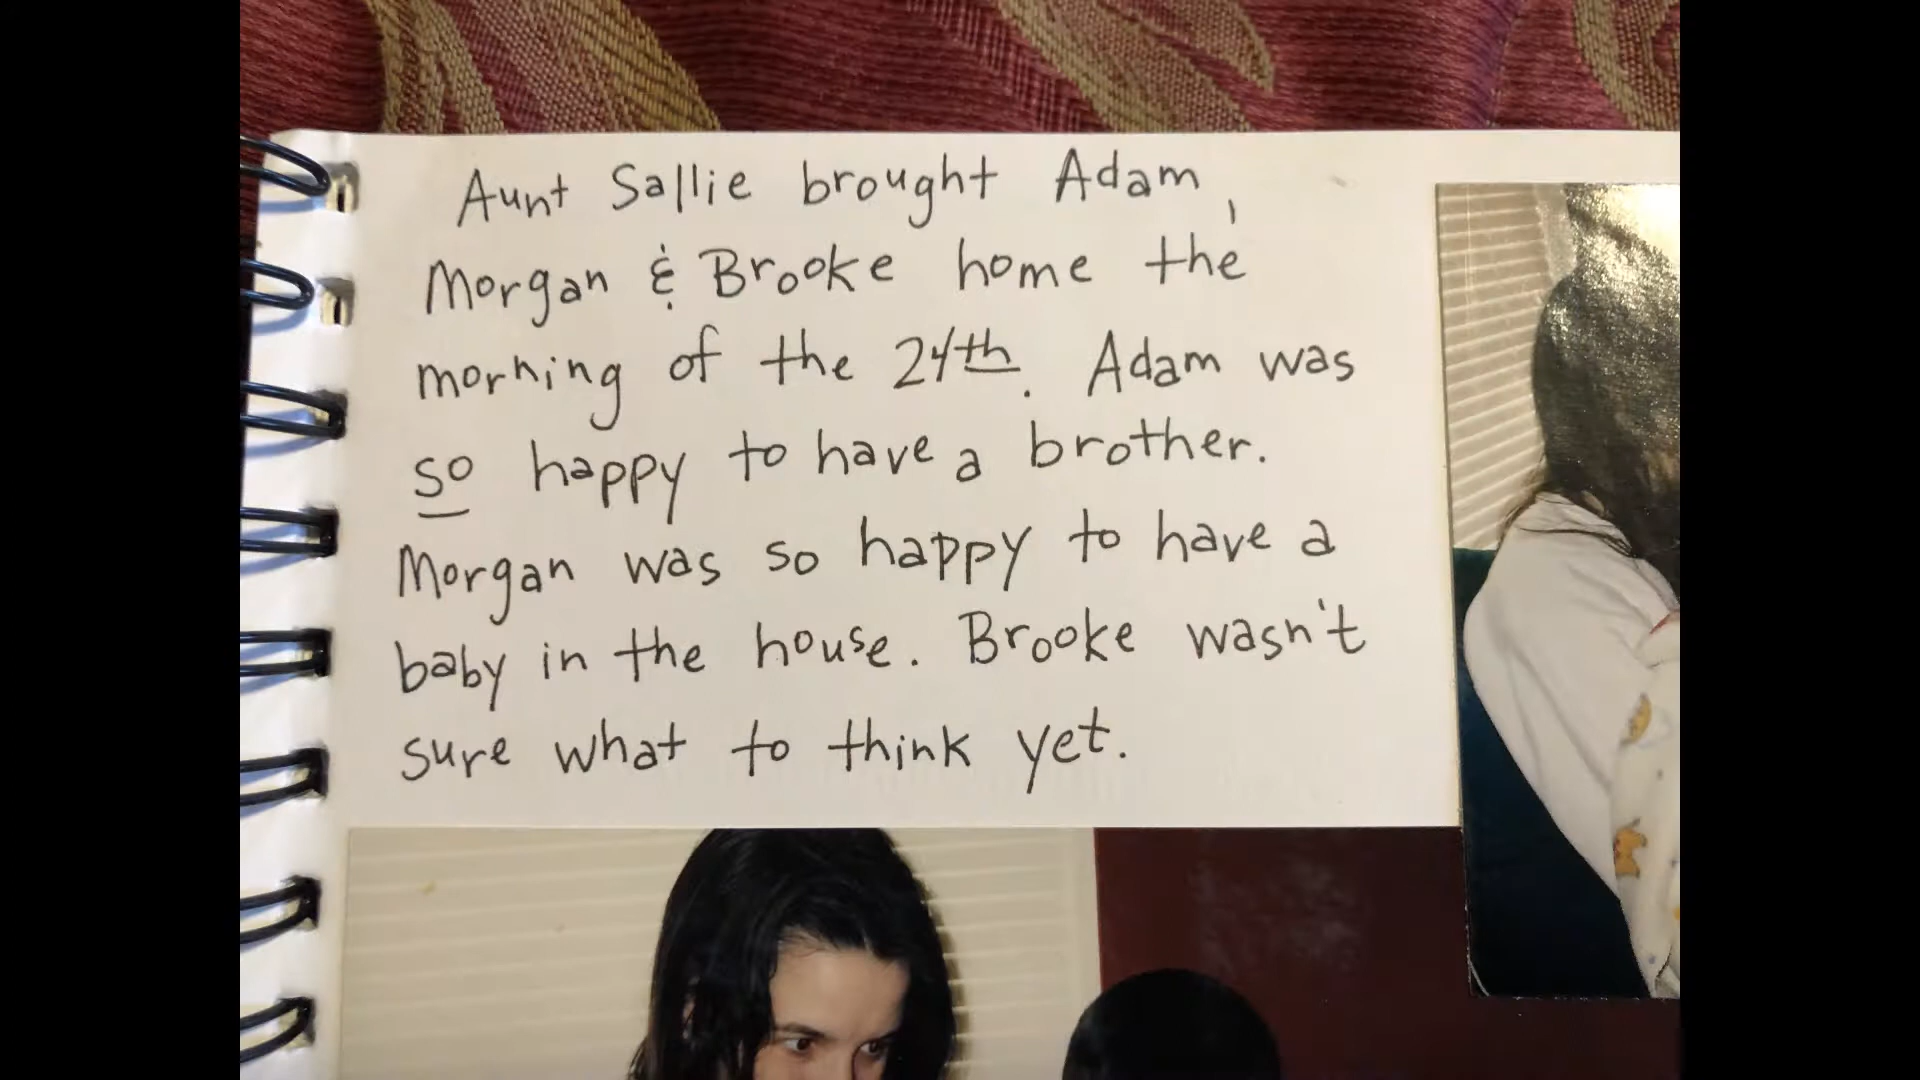 Aunt Sallie brought Adam,
Morgan & Brooke home the
morning of the 24th. Adam was
so happy to have a brother.
Morgan was so happy to have a
baby in the house. Brooke wasn't
sure what to think yet.